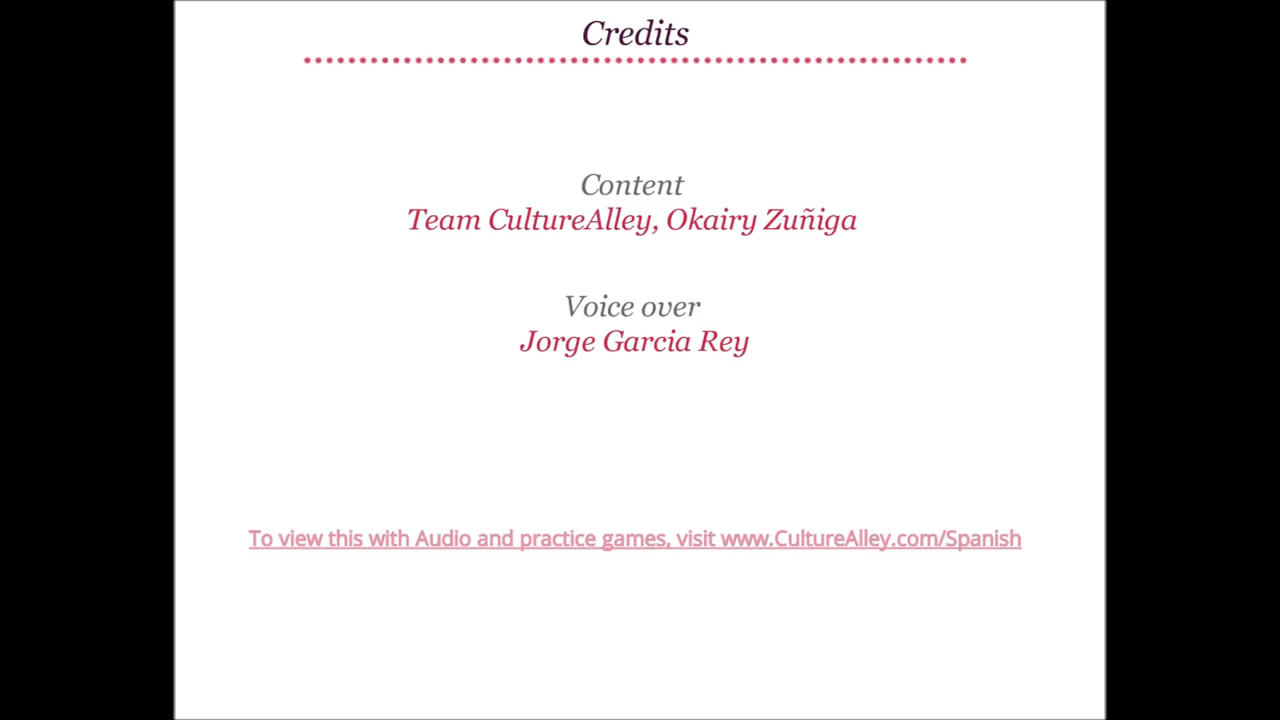 Credits
Content
Team CultureAlley, Okairy Zuñiga
Voice over
Jorge Garcia Rey
To view this with Audio and practice games, visit www.CultureAlley.com/Spanish